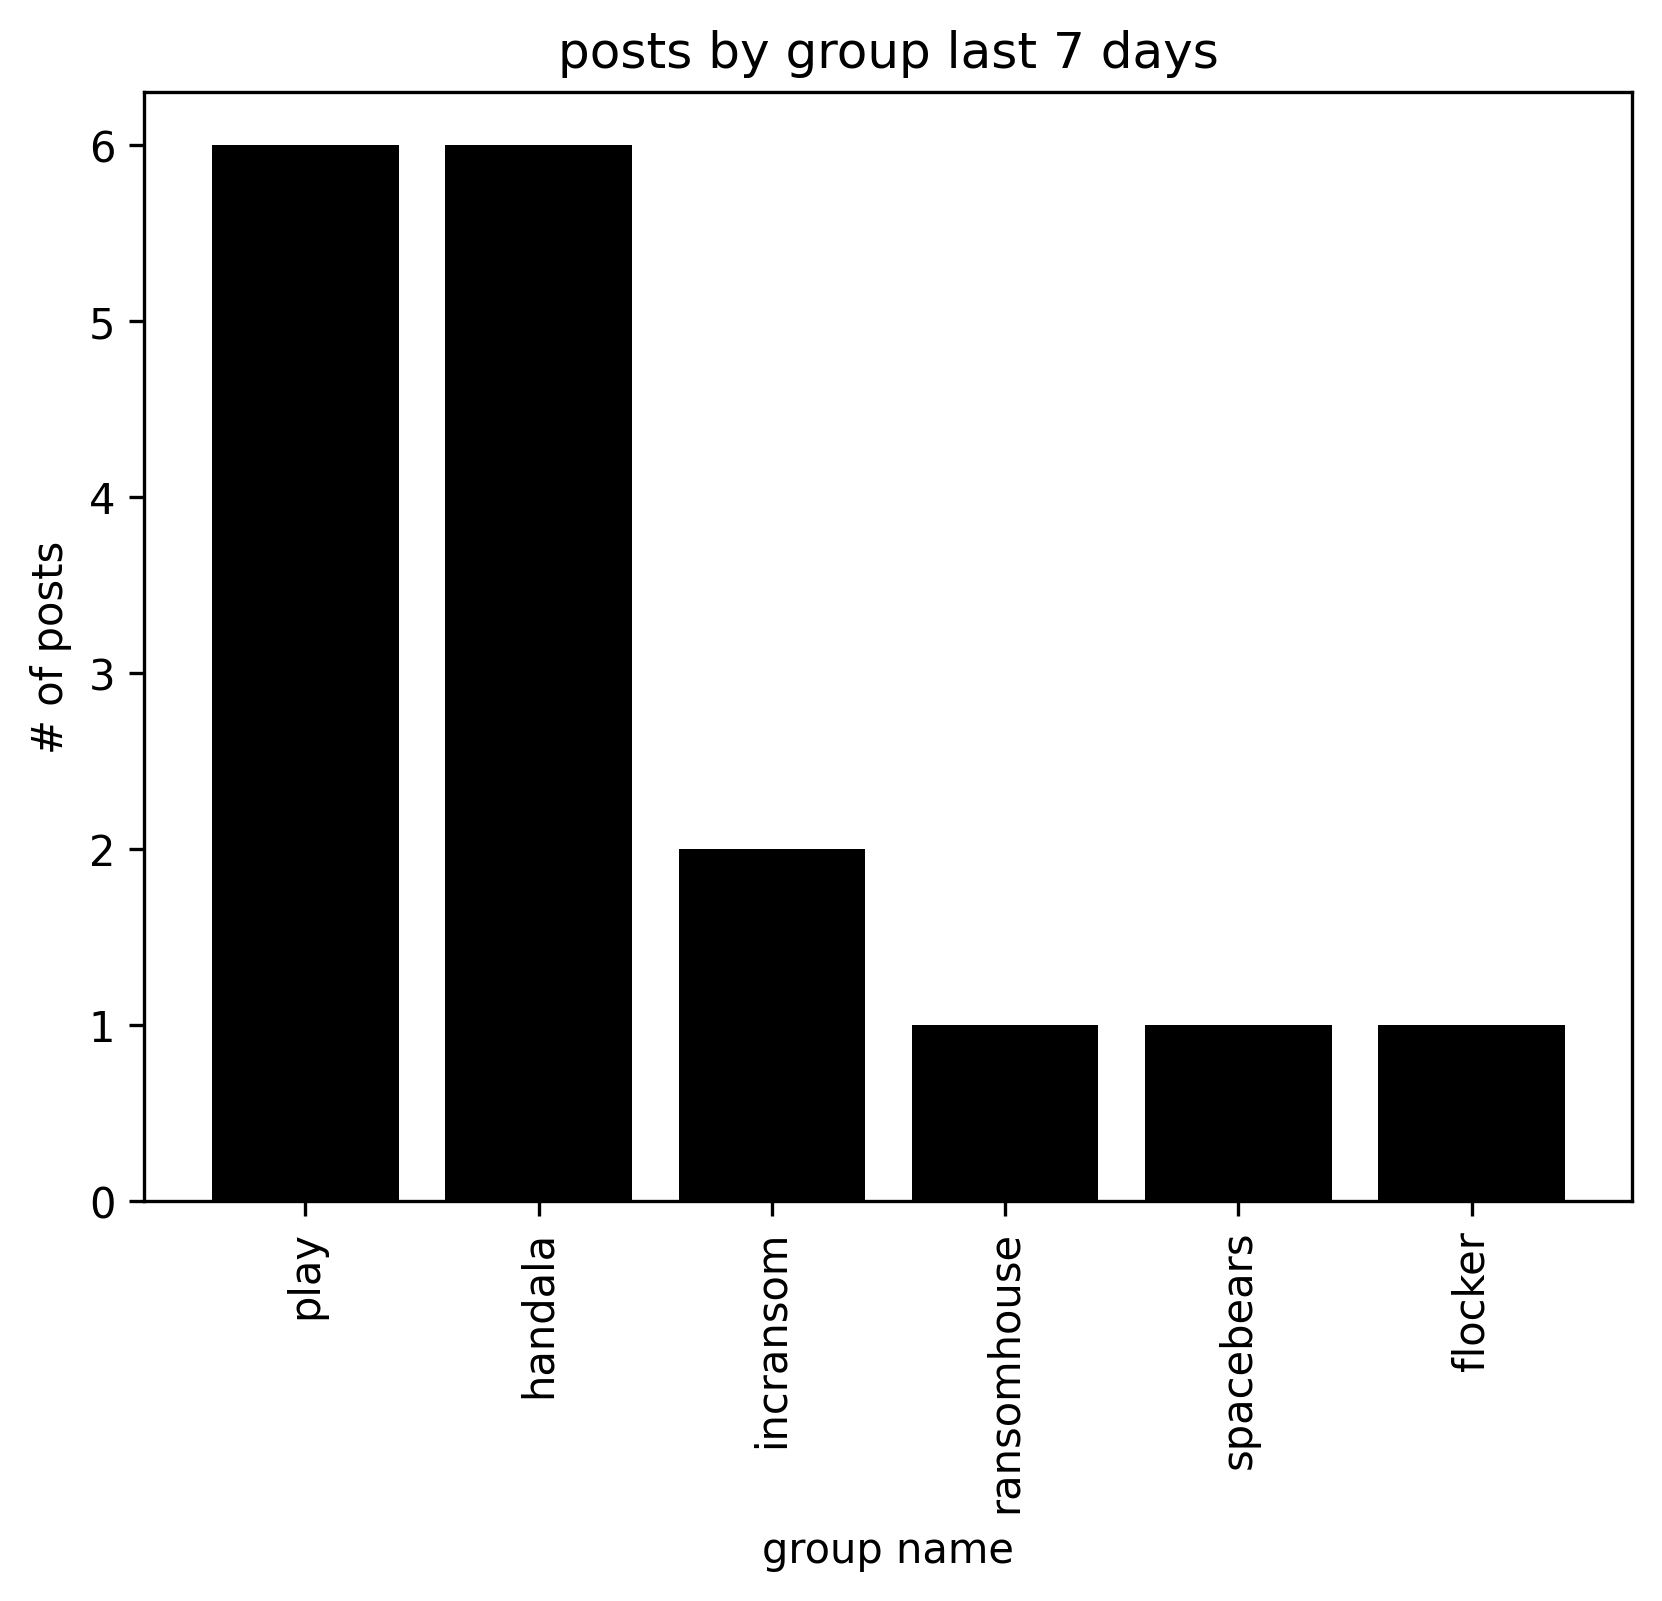 posts by group last 7 days
# of posts
6
5
4
3
2
1
0
play
handala
incransom
ransomhouse
spacebears
flocker
group name